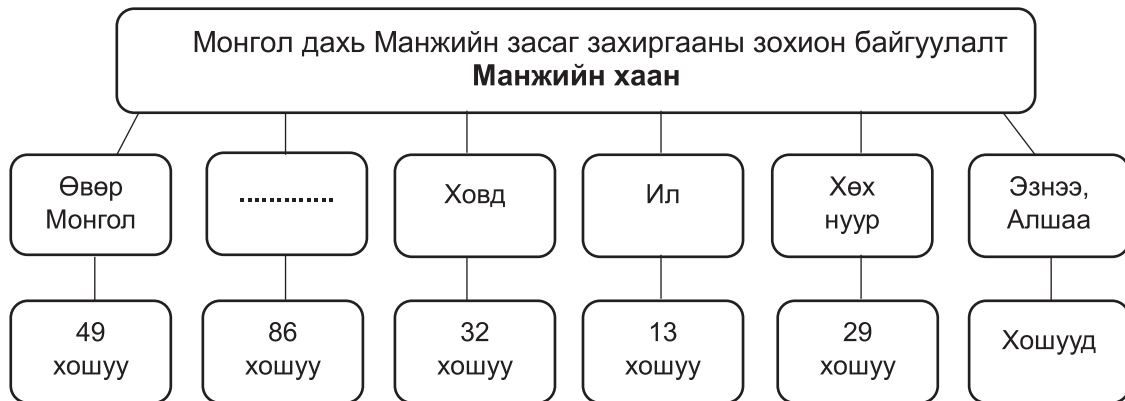 Монгол дахь Манжийн засаг захиргааны зохион байгуулалт
Манжийн хаан
Өвөр
Монгол
.............
Ховд
Ил
Хөх
нуур
Эзнээ,
Алшаа
49
хошуу
86
хошуу
32
хошуу
13
хошуу
29
хошуу
Хошууд